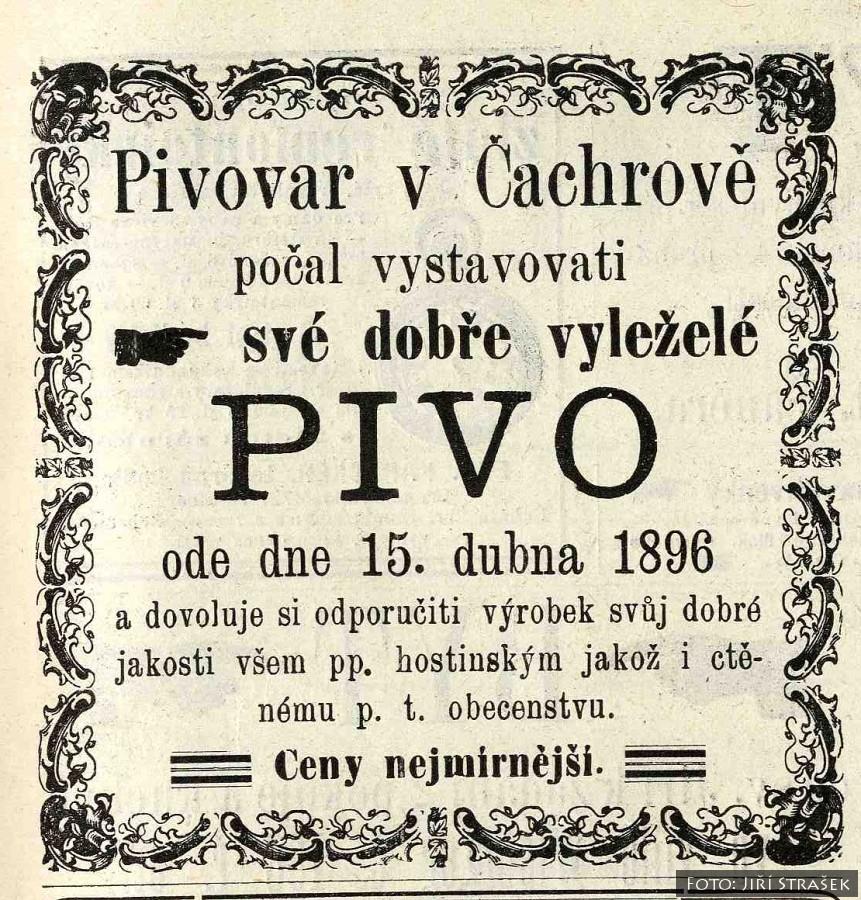 Pivovar v Čachrově
počal vystavovati
své dobře vyležele
PIVO
ode dne 15. dubna 1896
a dovoluje si odporučiti výrobek svůj dobré
jakosti všem pp. hostinským jakož i ctě-
nému p. t. obecenstvu.
Ceny nejmírnější.
FOTO: JIŘÍ STRAŠEK